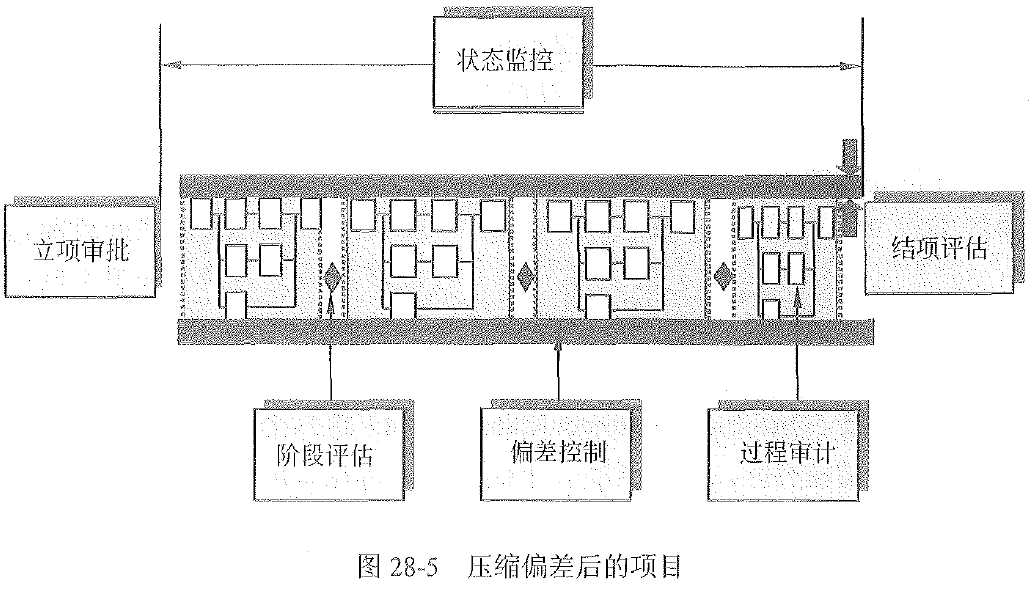 状态监控
立项审批
结项评估
阶段评估
偏差控制
过程审计
图 28-5 压缩偏差后的项目